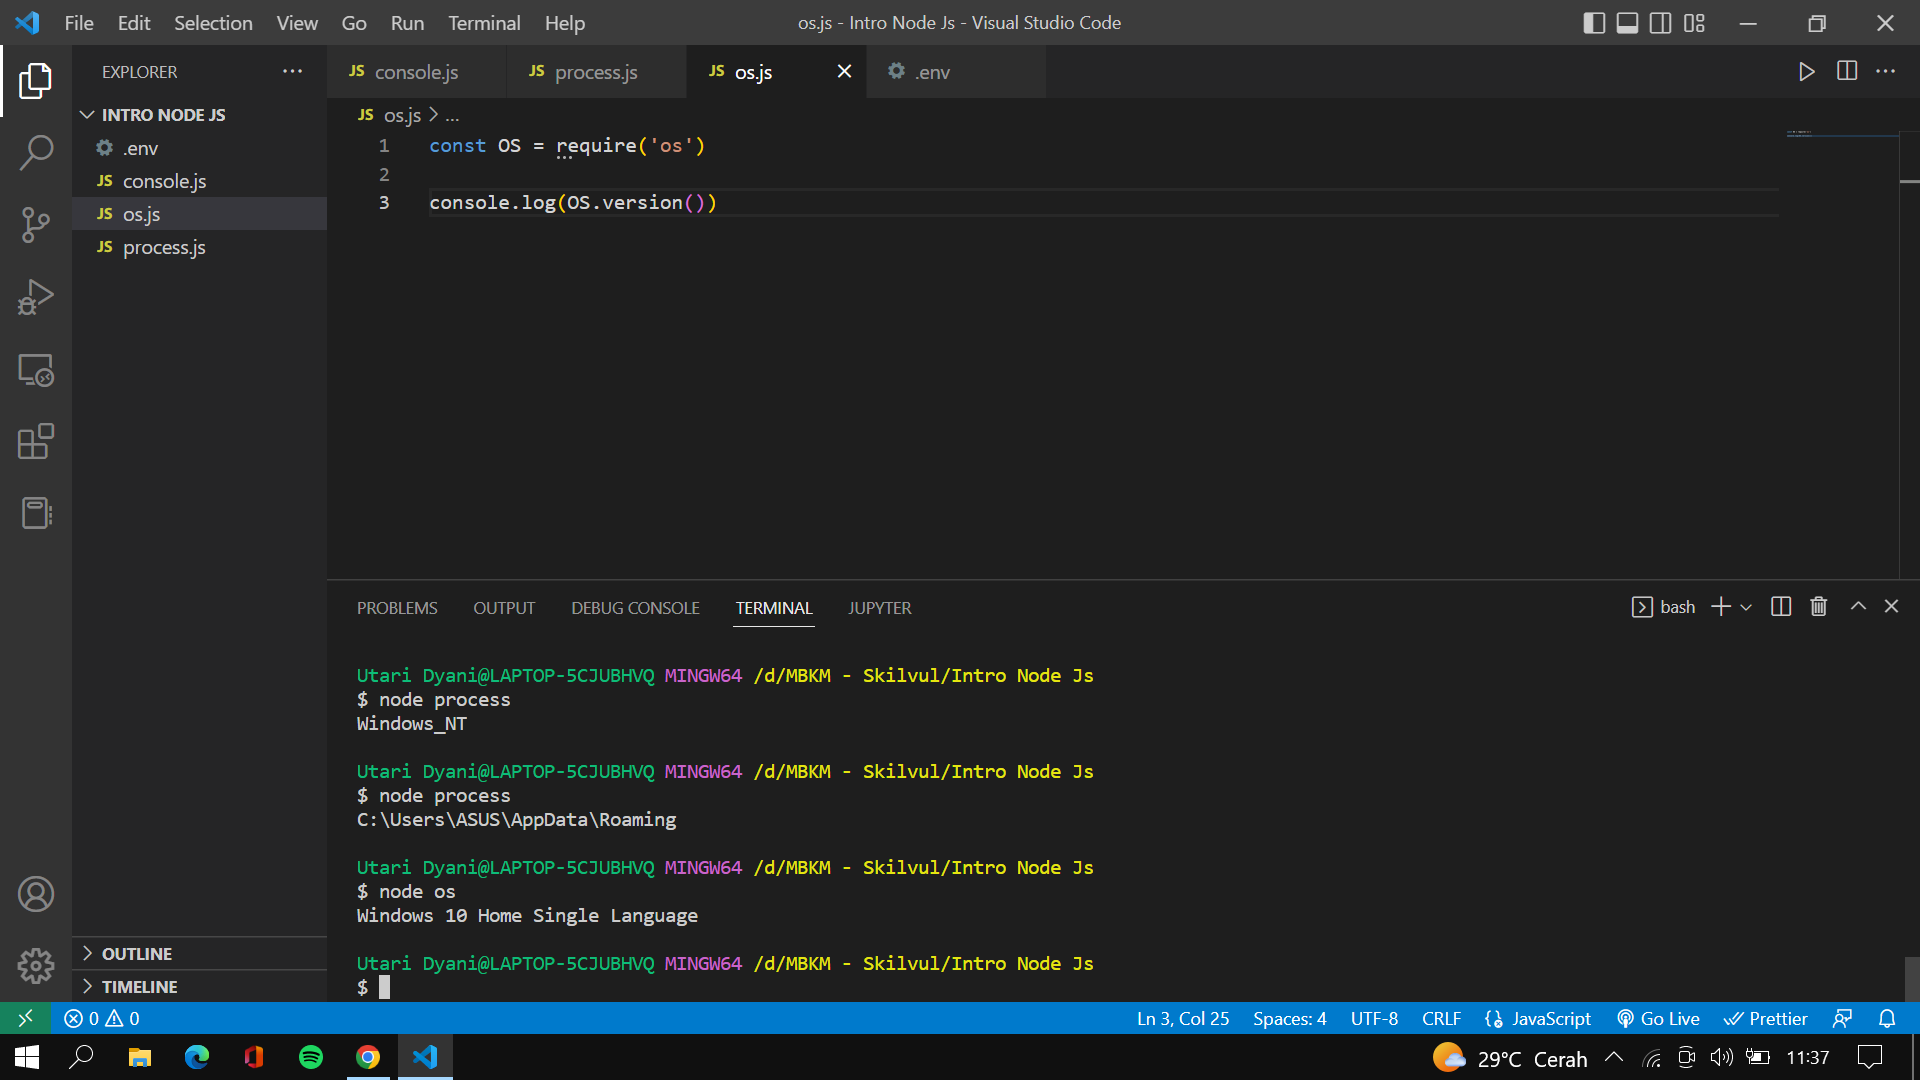 File Edit Selection View Go Run Terminal Help
os.js - Intro Node Js - Visual Studio Code
EXPLORER
INTRO NODE JS
.env
JS console.js
JS os.js
JS process.js
OUTLINE
TIMELINE
JS console.js JS process.js JS os.js .env
JS os.js > ...
1 const OS = require('os')
2
3 console.log(OS.version())
PROBLEMS OUTPUT DEBUG CONSOLE TERMINAL JUPYTER
bash
Utari Dyani@LAPTOP-5CJUBHVQ MINGW64 /d/MBKM - Skilvul/Intro Node Js
$ node process
Windows_NT
Utari Dyani@LAPTOP-5CJUBHVQ MINGW64 /d/MBKM - Skilvul/Intro Node Js
$ node process
C:\Users\ASUS\AppData\Roaming
Utari Dyani@LAPTOP-5CJUBHVQ MINGW64 /d/MBKM - Skilvul/Intro Node Js
$ node os
Windows 10 Home Single Language
Utari Dyani@LAPTOP-5CJUBHVQ MINGW64 /d/MBKM - Skilvul/Intro Node Js
$
0 0 Ln 3, Col 25 Spaces: 4 UTF-8 CRLF JavaScript Go Live Prettier
29°C Cerah 11:37